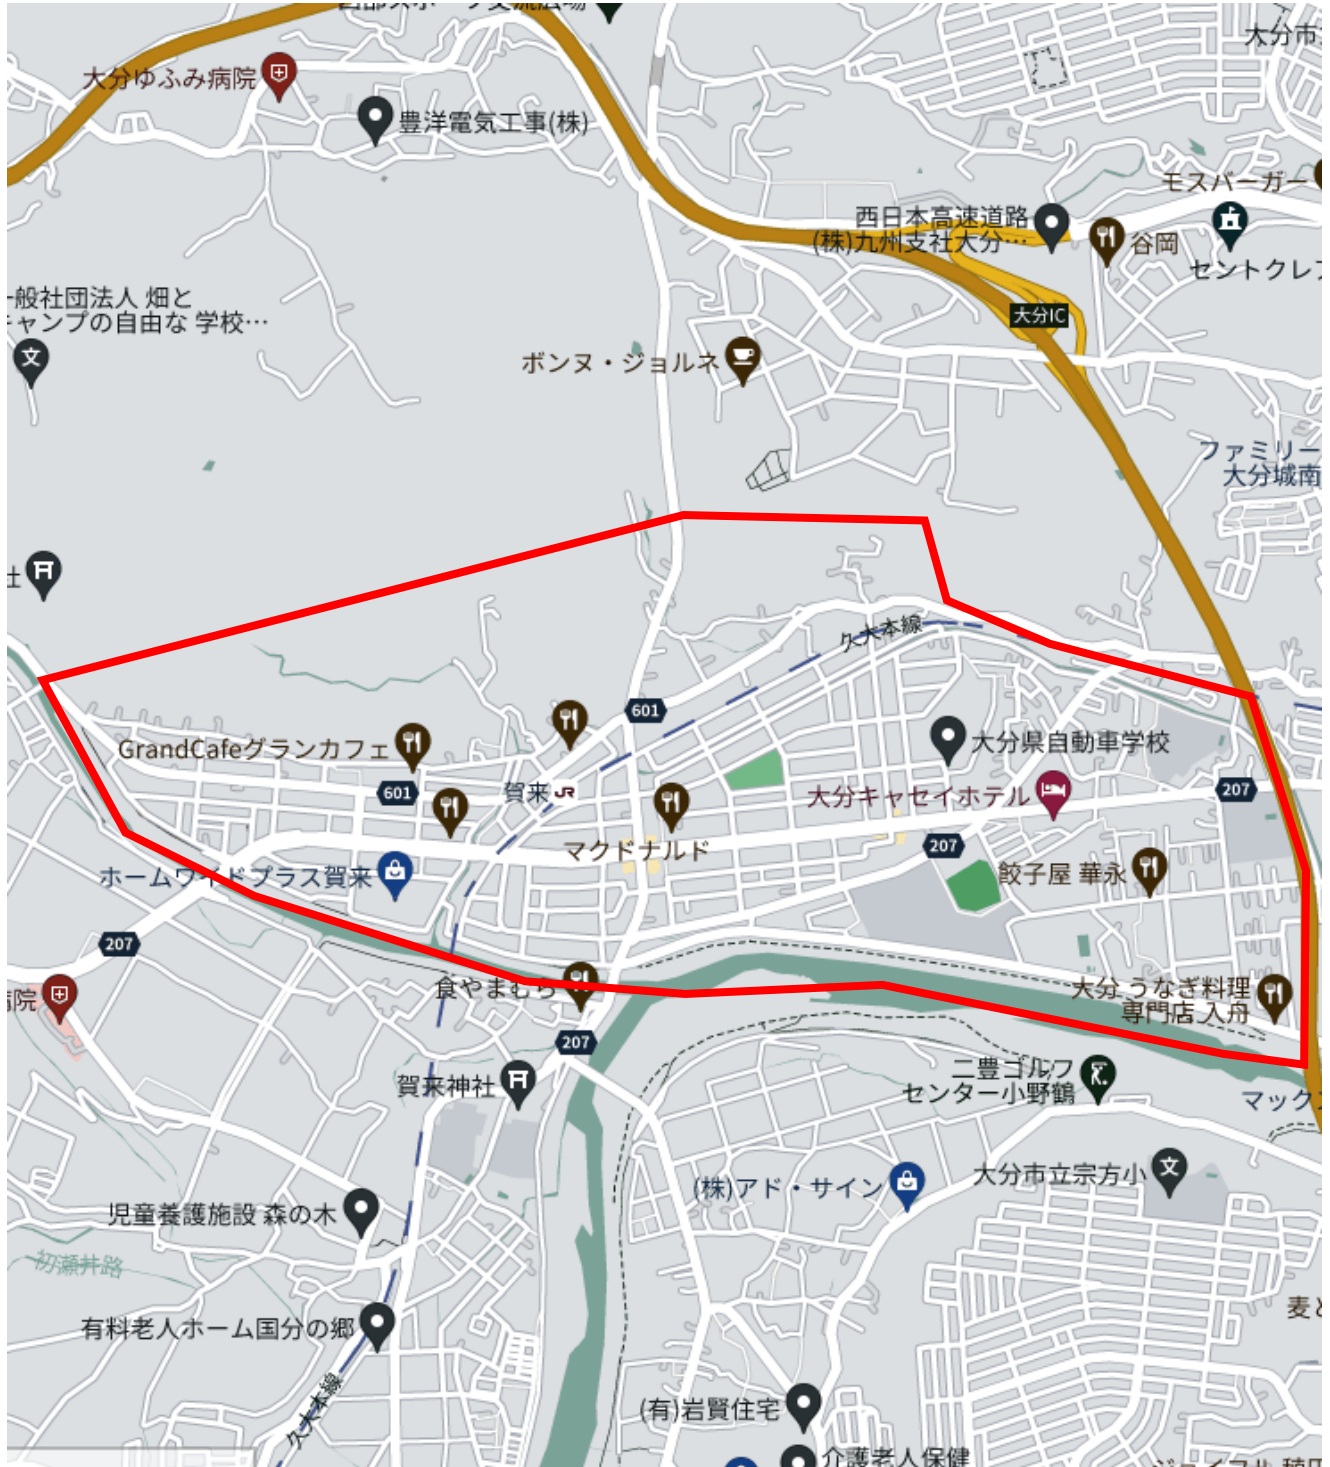 大分ゆふみ病院
豊洋電気工事(株)
モスバーガー
西日本高速道路
(株)九州支社大分…
谷岡
セントクレ
一般社団法人 畑と
キャンプの自由な 学校…
大分IC
ボンヌ・ジョルネ
ファミリー
大分城南
久大本線
601
GrandCafeグランカフェ
大分県自動車学校
賀来
JR
601
大分キャセイホテル
207
マクドナルド
207
ホームワイドプラス賀来
餃子屋 華永
207
食やまむら
大分 うなぎ料理
専門店 入舟
病院
207
二豊ゴルフ
センター小野鶴
賀来神社
マック
大分市立宗方小
(株)アド・サイン
児童養護施設 森の木
初瀬井路
有料老人ホーム国分の郷
久大本線
(有)岩賢住宅
介護老人保健